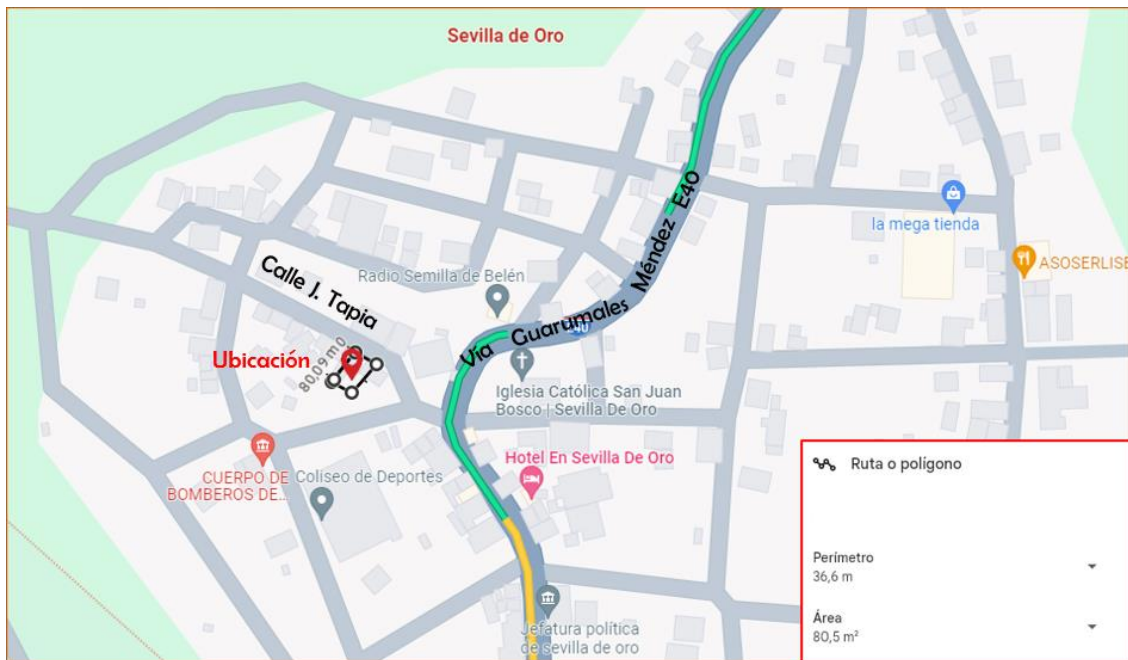 Sevilla de Oro
Vía Guarumales Méndez E40
la mega tienda
ASOSERLISE
Calle J. Tapia
Radio Semilla de Belén
Ubicación
80,09 m
Iglesia Católica San Juan
Bosco | Sevilla De Oro
Hotel En Sevilla De Oro
CUERPO DE
BOMBEROS DE...
Coliseo de Deportes
Jefatura política
de sevilla de oro
Ruta o polígono
Perímetro
36,6 m
Área
80,5 m²